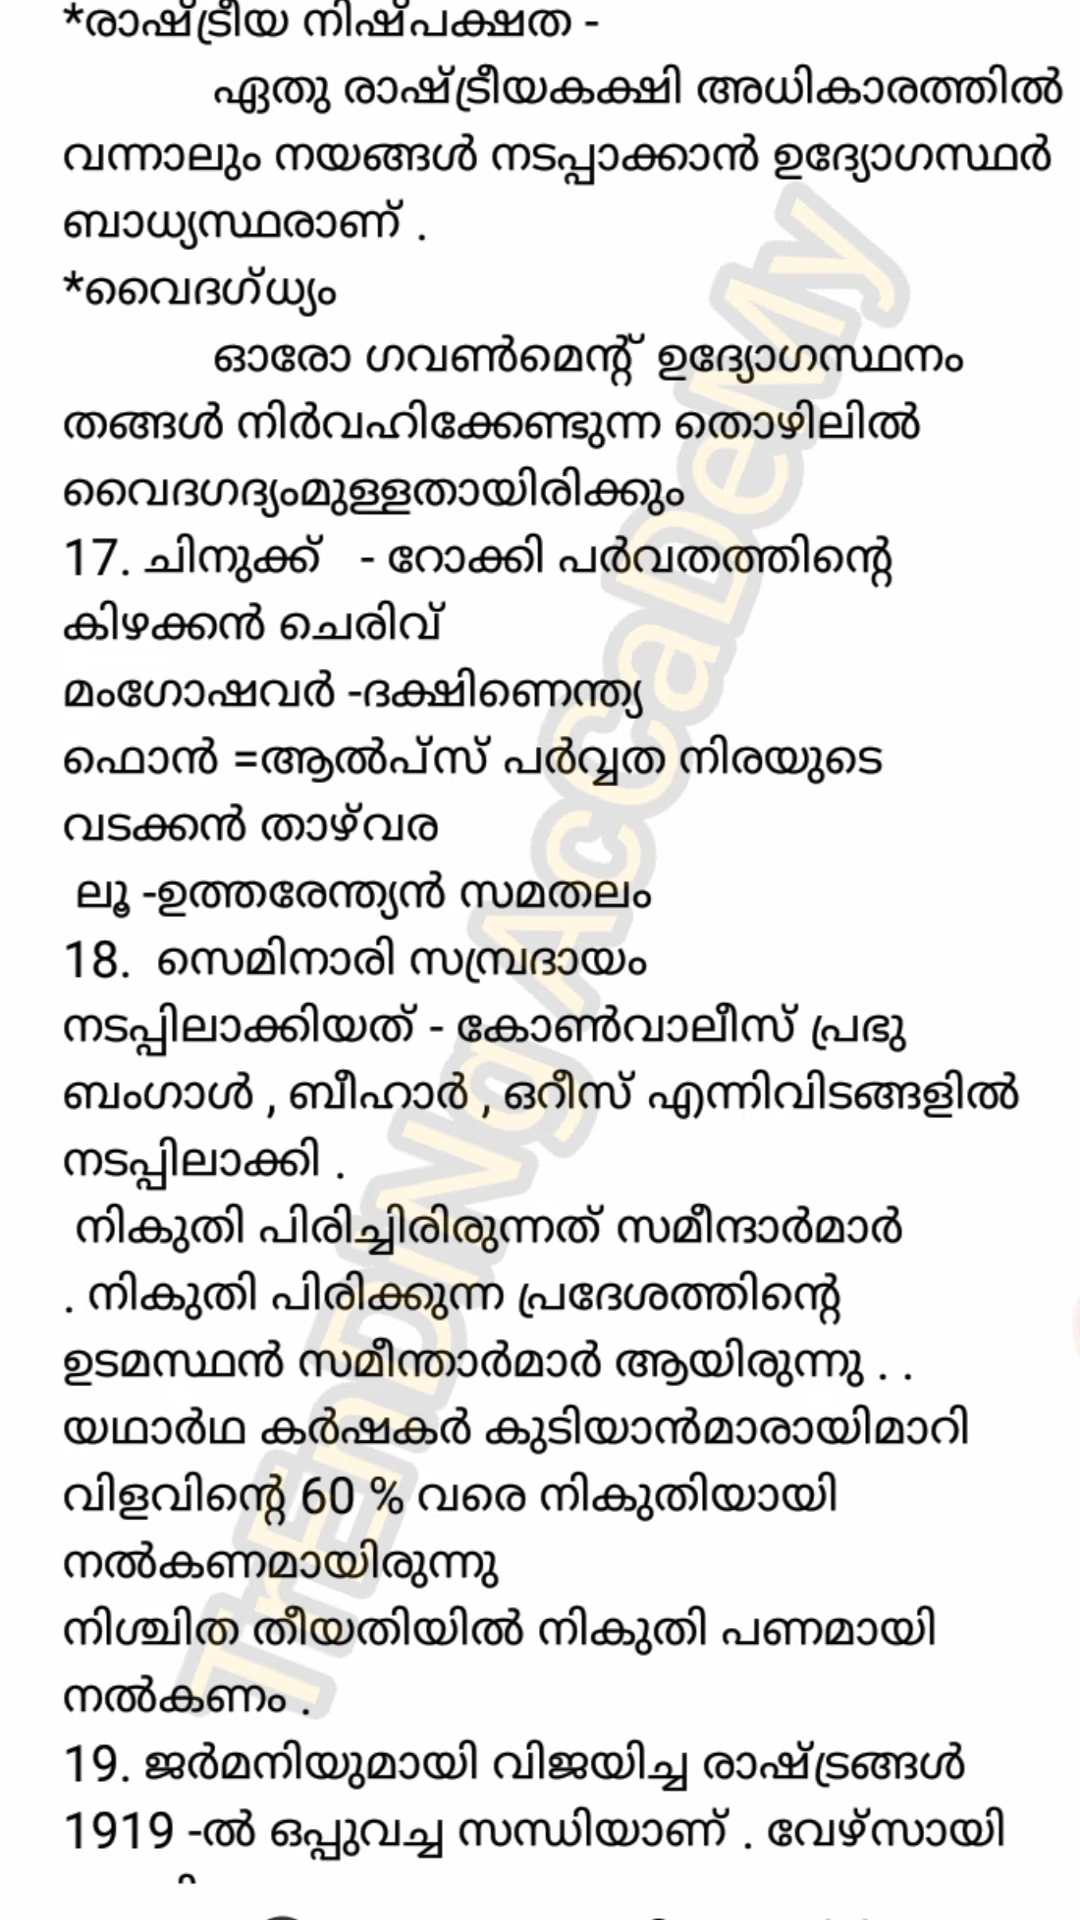 *രാഷ്ട്രീയ നിഷ്പക്ഷത -
ഏതു രാഷ്ട്രീയകക്ഷി അധികാരത്തിൽ
വന്നാലും നയങ്ങൾ നടപ്പാക്കാൻ ഉദ്യോഗസ്ഥർ
ബാധ്യസ്ഥരാണ് .
*വൈദഗ്ധ്യം
ഓരോ ഗവൺമെന്റ് ഉദ്യോഗസ്ഥനം
തങ്ങൾ നിർവഹിക്കേണ്ടുന്ന തൊഴിലിൽ
വൈദഗദ്യംമുള്ളതായിരിക്കും
17. ചിനുക്ക് - റോക്കി പർവതത്തിന്റെ
കിഴക്കൻ ചെരിവ്
മംഗോഷവർ -ദക്ഷിണെന്ത്യ
ഫൊൻ =ആൽപ്സ് പർവ്വത നിരയുടെ
വടക്കൻ താഴ്‌വര
ലൂ -ഉത്തരേന്ത്യൻ സമതലം
18. സെമിനാരി സമ്പ്രദായം
നടപ്പിലാക്കിയത് - കോൺവാലീസ് പ്രഭു
ബംഗാൾ , ബീഹാർ , ഒറീസ് എന്നിവിടങ്ങളിൽ
നടപ്പിലാക്കി .
നികുതി പിരിച്ചിരിരുന്നത് സമീന്ദാർമാർ
. നികുതി പിരിക്കുന്ന പ്രദേശത്തിന്റെ
ഉടമസ്ഥൻ സമീന്താർമാർ ആയിരുന്നു . .
യഥാർഥ കർഷകർ കുടിയാൻമാരായിമാറി
വിളവിന്റെ 60 % വരെ നികുതിയായി
നൽകണമായിരുന്നു
നിശ്ചിത തീയതിയിൽ നികുതി പണമായി
നൽകണം .
19. ജർമനിയുമായി വിജയിച്ച രാഷ്ട്രങ്ങൾ
1919 -ൽ ഒപ്പുവച്ച സന്ധിയാണ് . വേഴ്സായി
TrEnDiNg AcCaDeMy